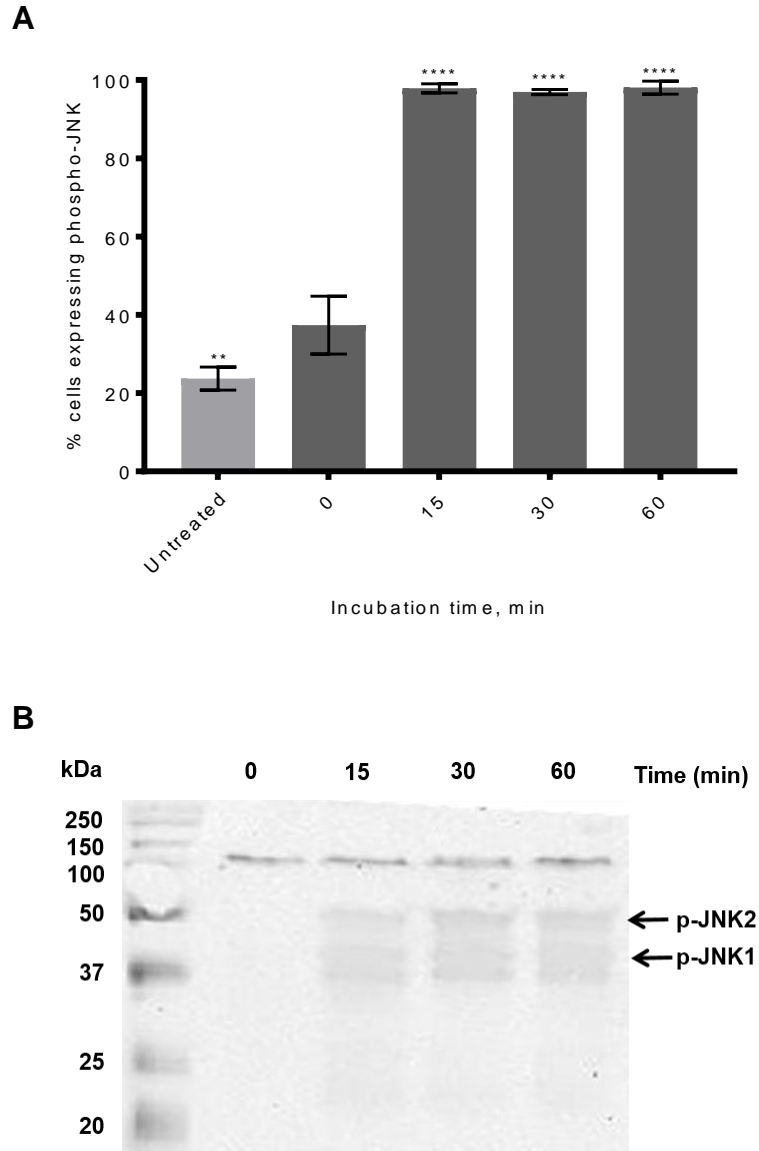 A
% cells expressing phospho-JNK
100
80
60
40
20
0
**
****
****
****
Untreated
0
15
30
60
Incubation time, min
B
kDa
0
15
30
60
Time (min)
250
150
100
50
p-JNK2
p-JNK1
37
25
20